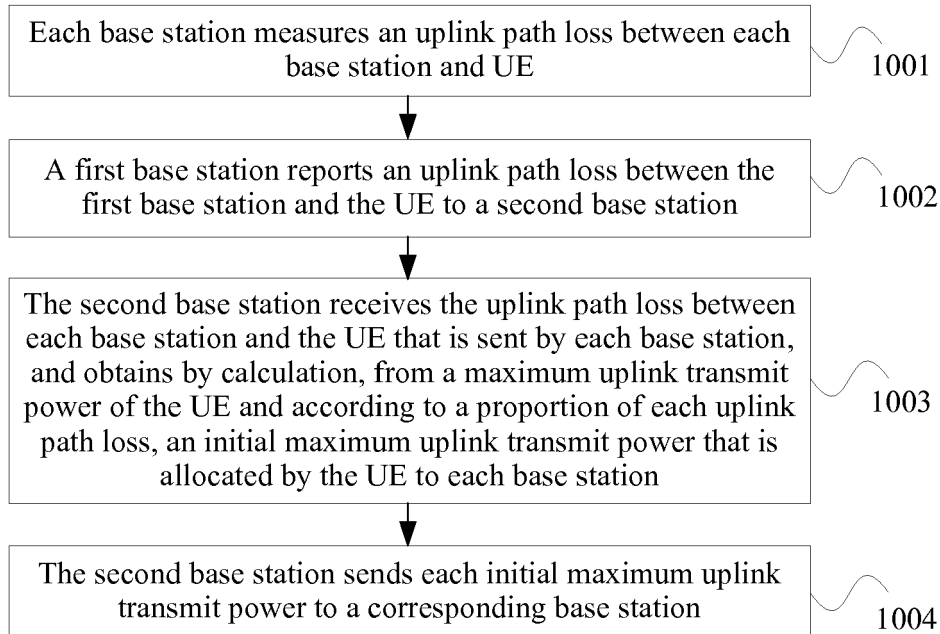 Each base station measures an uplink path loss between each
base station and UE
1001
A first base station reports an uplink path loss between the
first base station and the UE to a second base station
1002
The second base station receives the uplink path loss between
each base station and the UE that is sent by each base station,
and obtains by calculation, from a maximum uplink transmit
power of the UE and according to a proportion of each uplink
path loss, an initial maximum uplink transmit power that is
allocated by the UE to each base station
1003
The second base station sends each initial maximum uplink
transmit power to a corresponding base station
1004